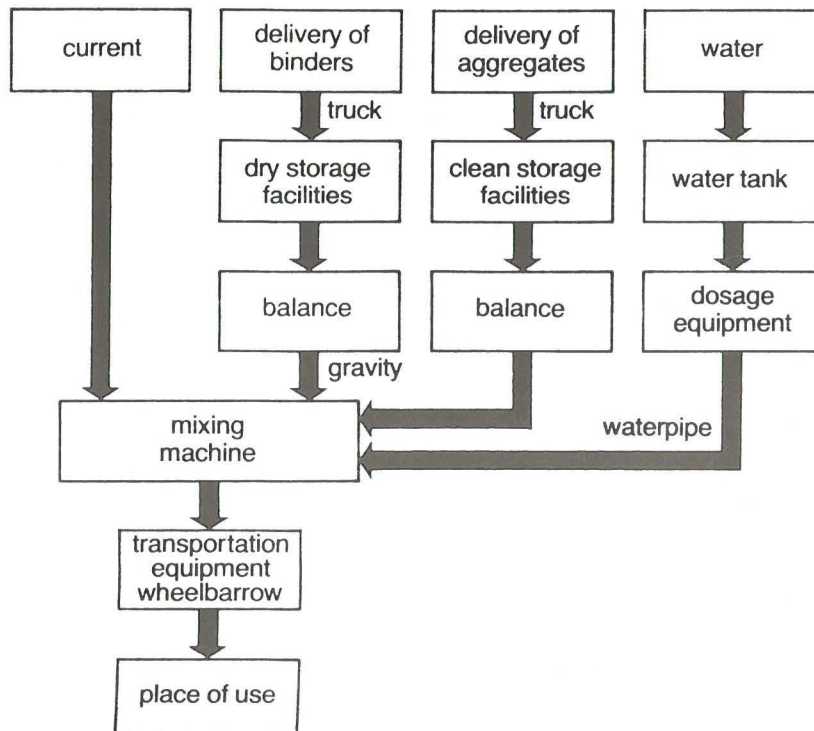 current
delivery of
binders
delivery of
aggregates
water
truck
truck
dry storage
facilities
clean storage
facilities
water tank
balance
balance
dosage
equipment
gravity
mixing
machine
waterpipe
transportation
equipment
wheelbarrow
place of use